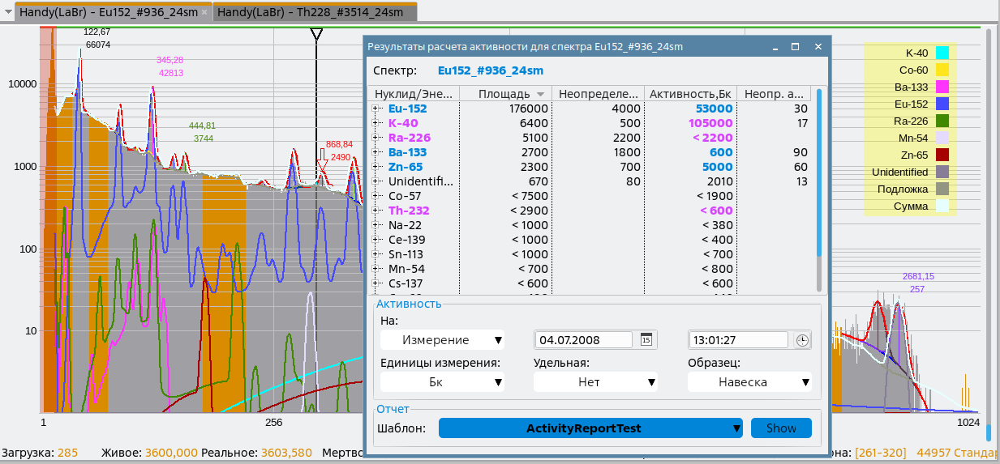 Handy(LaBr) - Eu152_#936_24sm × Handy(LaBr) - Th228_#3514_24sm
122,67
66074
345,28
42813
444,81
3744
868,84
2490
10000
1000
100
10
1
256
Результаты расчета активности для спектра Eu152_#936_24sm
Спектр: Eu152_#936_24sm
Нуклид/Эне... Площадь Неопределе... Активность,Бк Неопр. а...
Eu-152 176000 4000 53000 30
K-40 6400 500 105000 17
Ra-226 5100 2200 < 2200
Ba-133 2700 1800 600 90
Zn-65 2300 700 5000 60
Unidentifi... 670 80 2010 13
Co-57 < 7500 < 1900
Th-232 < 2900 < 600
Na-22 < 1000 < 380
Ce-139 < 1000 < 400
Sn-113 < 1000 < 700
Mn-54 < 700 < 800
Cs-137 < 600 < 600
Активность
На:
Измерение 04.07.2008 15 13:01:27
Единицы измерения: Удельная: Образец:
Бк Нет Навеска
Отчет
Шаблон: ActivityReportTest Show
K-40
Co-60
Ba-133
Eu-152
Ra-226
Mn-54
Zn-65
Unidentified
Подложка
Сумма
2681,15
257
1024
Загрузка: 285 Живое: 3600,000 Реальное: 3603,580 Мертво
она: [261-320] 44957 Стандар